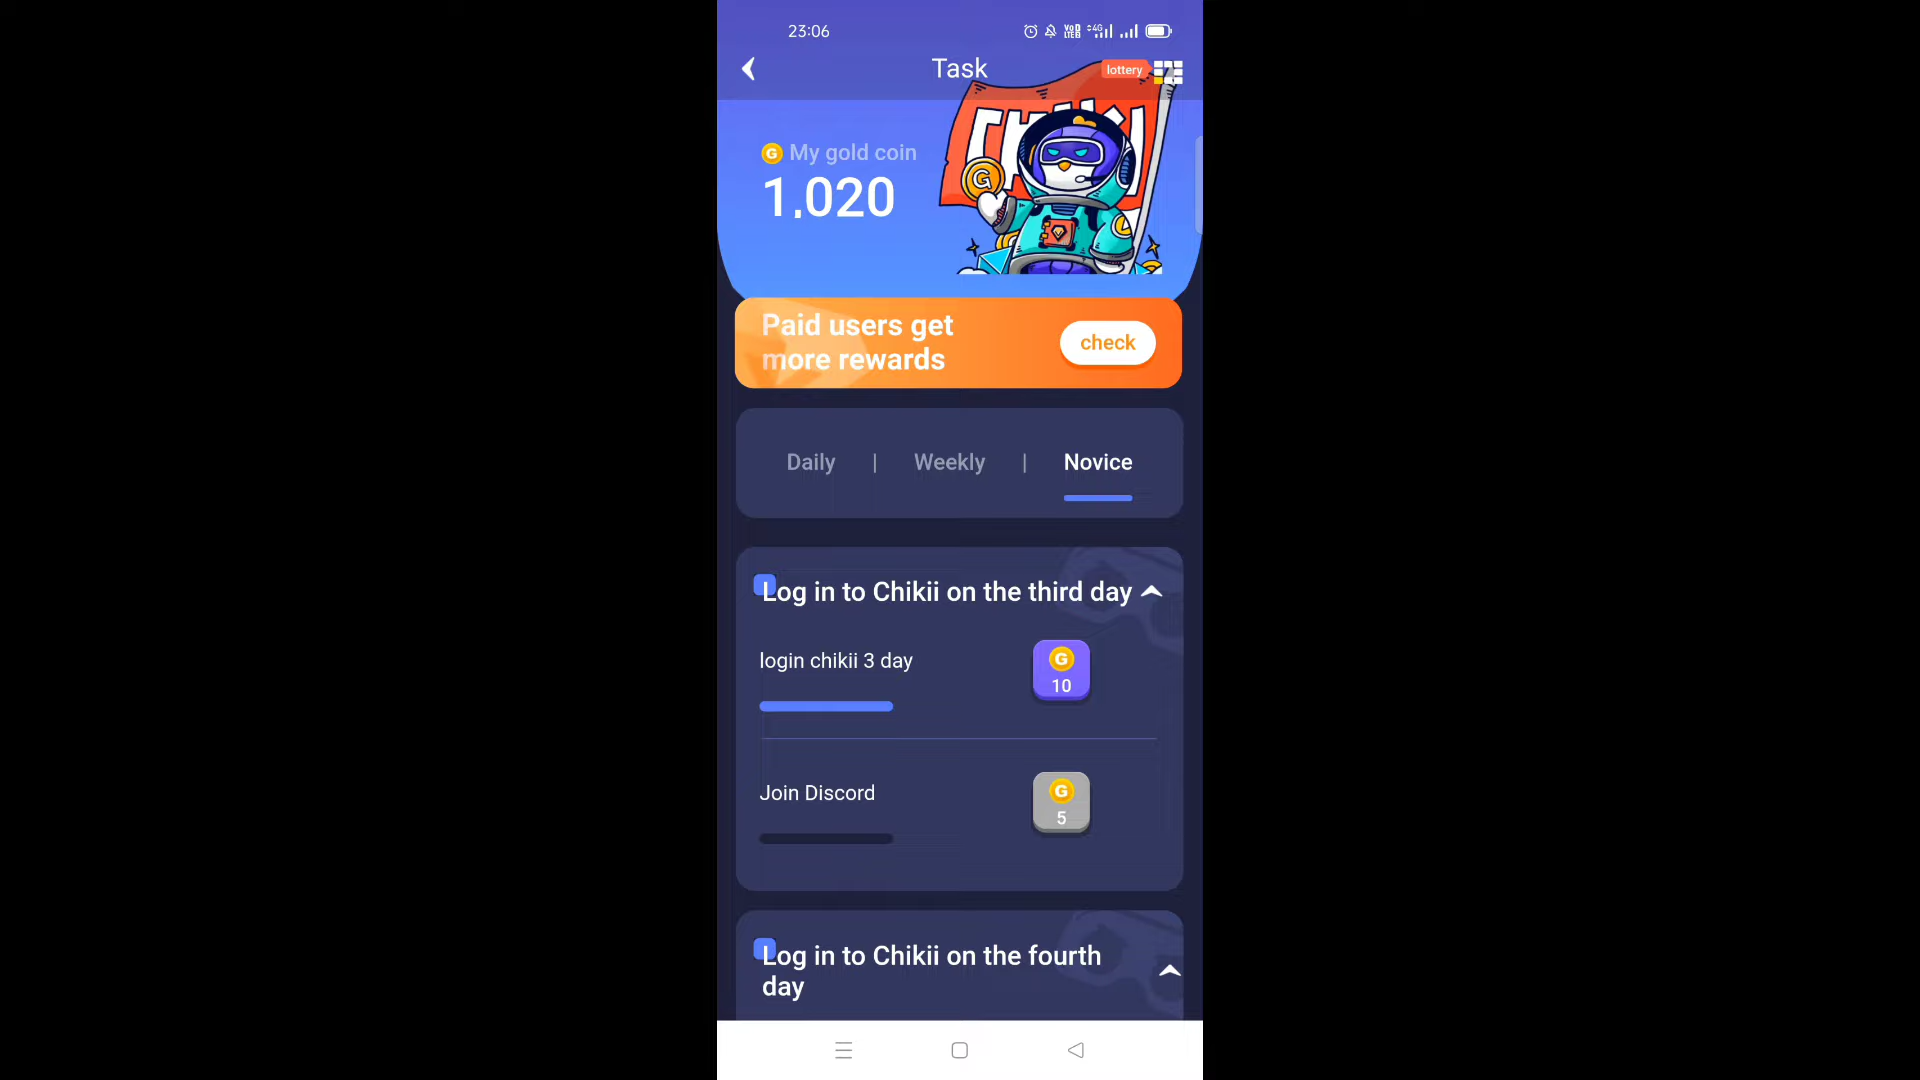 23:06
Task
lottery
My gold coin
1,020
Paid users get
more rewards
check
Daily | Weekly | Novice
Log in to Chikii on the third day
login chikii 3 day
G
10
Join Discord
G
5
Log in to Chikii on the fourth
day